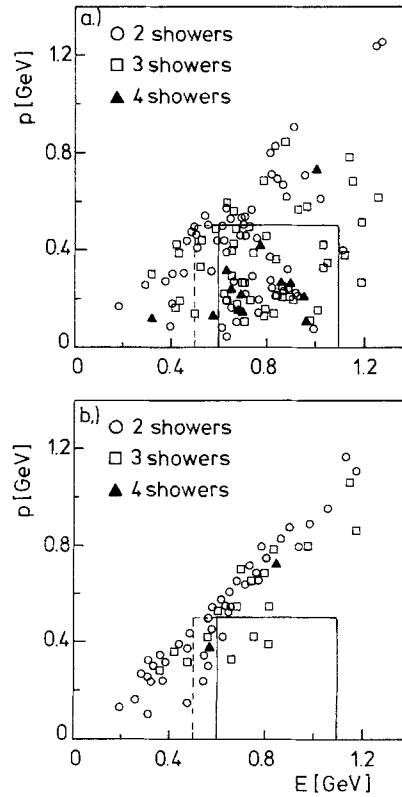 a.)
○ 2 showers
□ 3 showers
▲ 4 showers
p [GeV]
1.2
0.8
0.4
0
0 0.4 0.8 1.2
b.)
○ 2 showers
□ 3 showers
▲ 4 showers
p [GeV]
1.2
0.8
0.4
0
0 0.4 0.8 1.2
E [GeV]